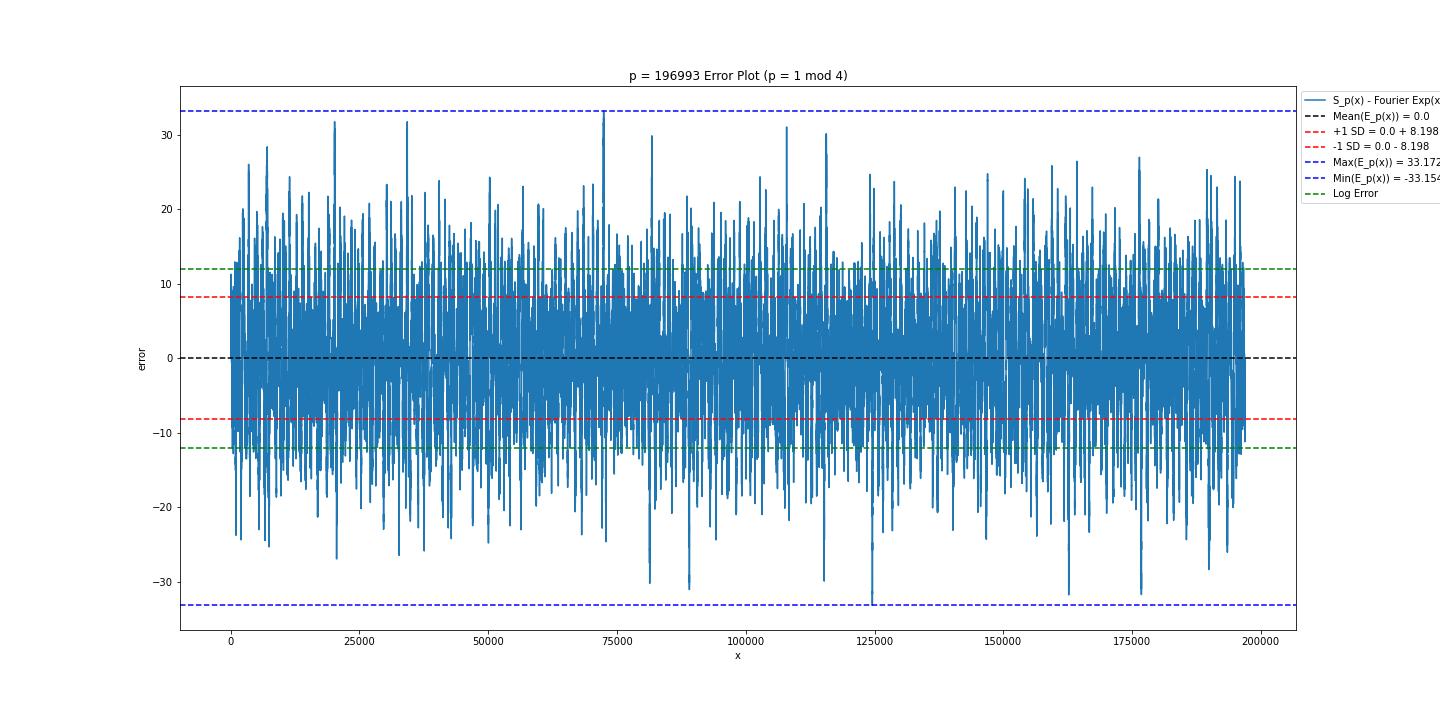 p = 196993 Error Plot (p = 1 mod 4)
S_p(x) - Fourier Exp(x
Mean(E_p(x)) = 0.0
+1 SD = 0.0 + 8.198
-1 SD = 0.0 - 8.198
Max(E_p(x)) = 33.172
Min(E_p(x)) = -33.154
Log Error
error
30
20
10
0
−10
−20
−30
0 25000 50000 75000 100000 125000 150000 175000 200000
x